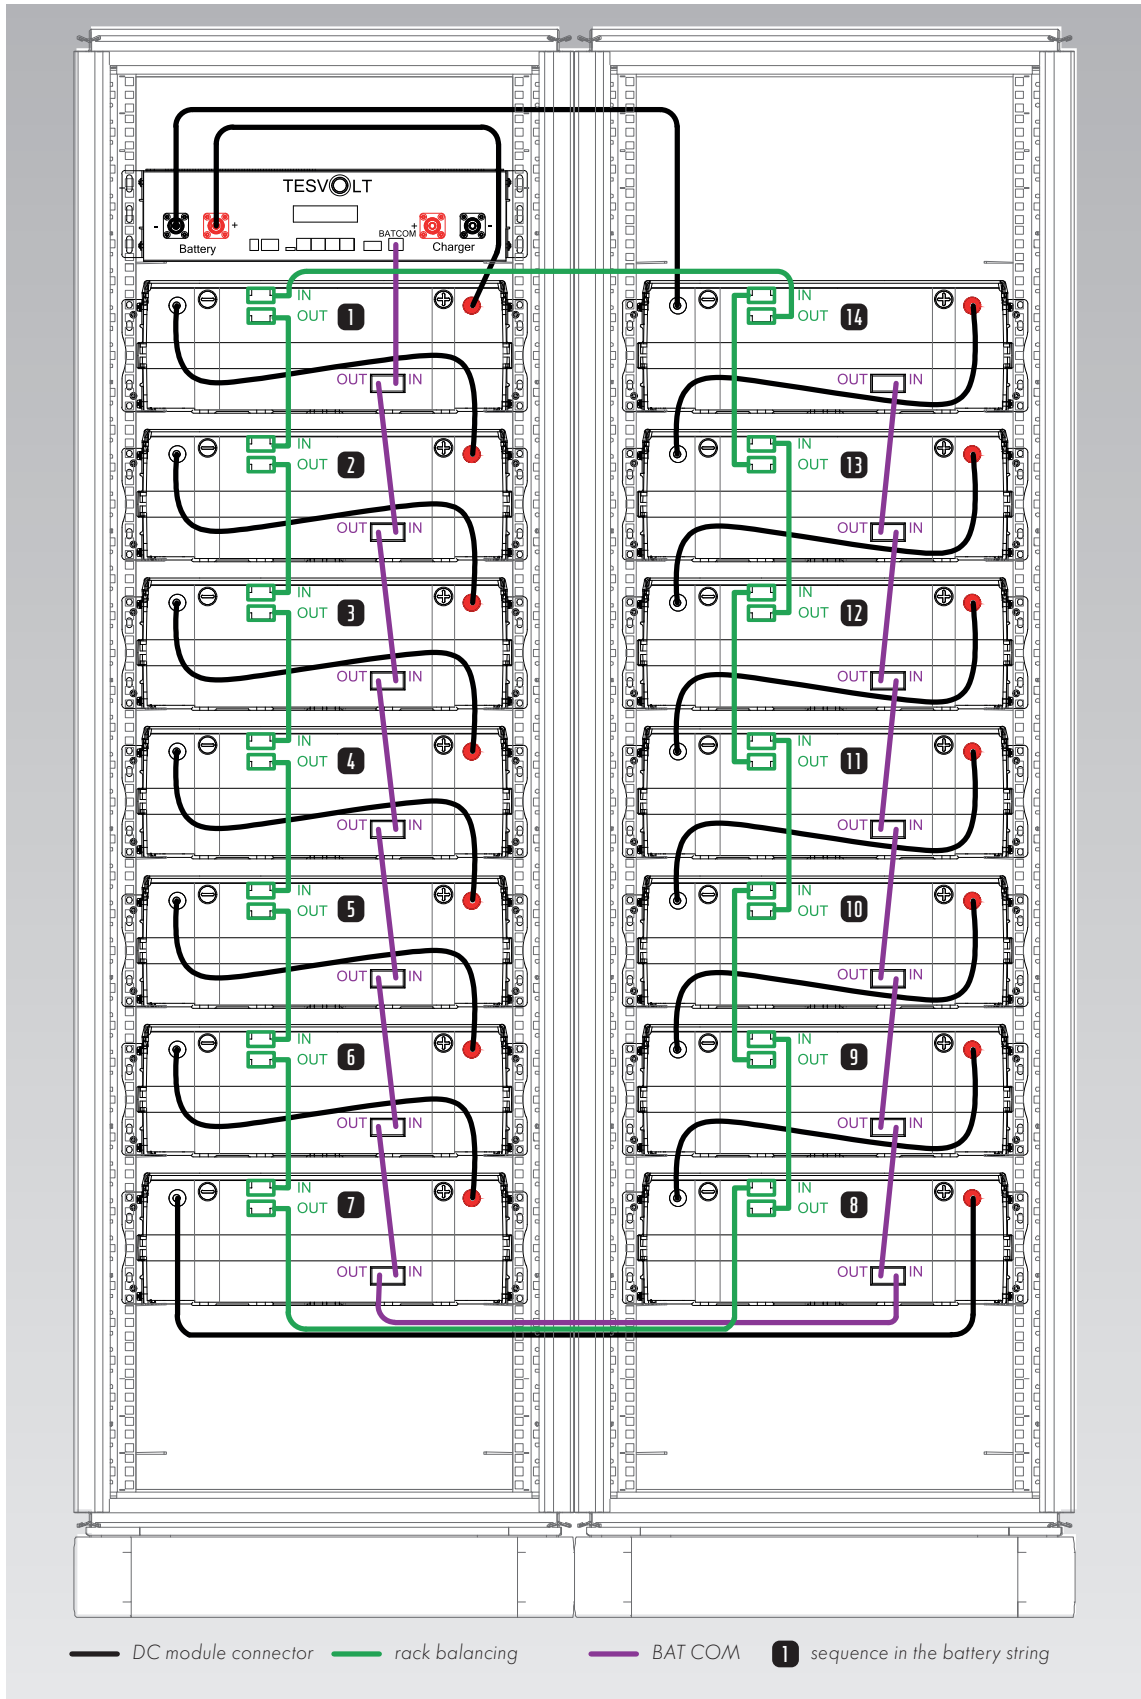 TESVOLT
- + BATCOM + -
Battery Charger
IN
OUT 1
OUT IN
IN
OUT 2
OUT IN
IN
OUT 3
OUT IN
IN
OUT 4
OUT IN
IN
OUT 5
OUT IN
IN
OUT 6
OUT IN
IN
OUT 7
OUT IN
IN
OUT 14
OUT IN
IN
OUT 13
OUT IN
IN
OUT 12
OUT IN
IN
OUT 11
OUT IN
IN
OUT 10
OUT IN
IN
OUT 9
OUT IN
IN
OUT 8
OUT IN
DC module connector rack balancing BAT COM 1 sequence in the battery string